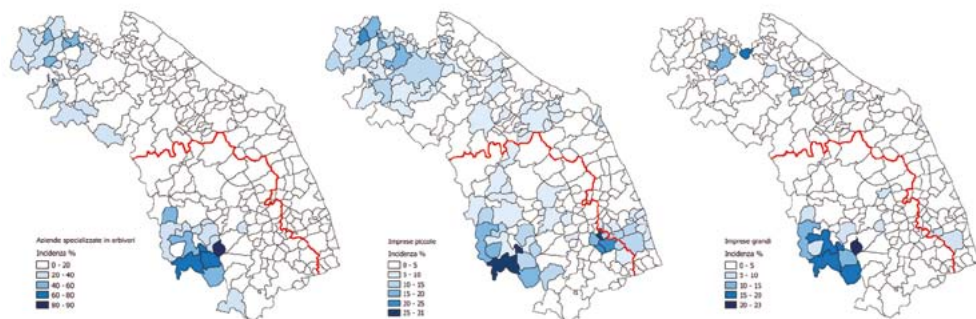 Aziende specializzate in erbivori
Incidenza %
0 - 20
20 - 40
40 - 60
60 - 80
80 - 90
Imprese piccole
Incidenza %
0 - 5
5 - 10
10 - 15
15 - 20
20 - 25
25 - 31
Imprese grandi
Incidenza %
0 - 5
5 - 10
10 - 15
15 - 20
20 - 23